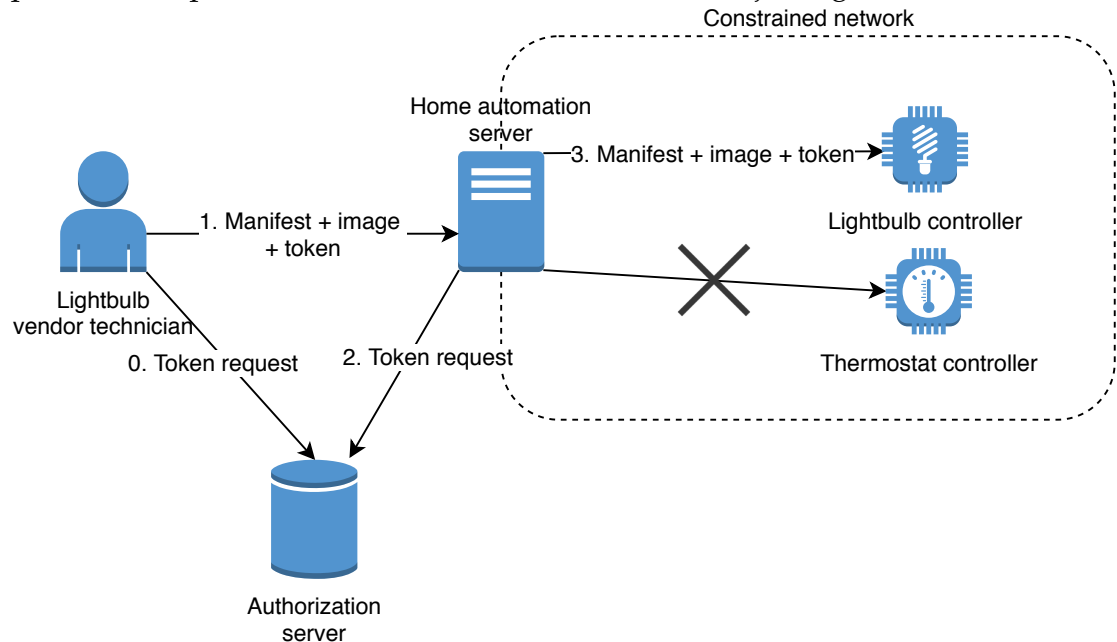 Constrained network
Home automation
server
3. Manifest + image + token
1. Manifest + image
+ token
Lightbulb controller
Lightbulb
vendor technician
0. Token request
2. Token request
Thermostat controller
Authorization
server